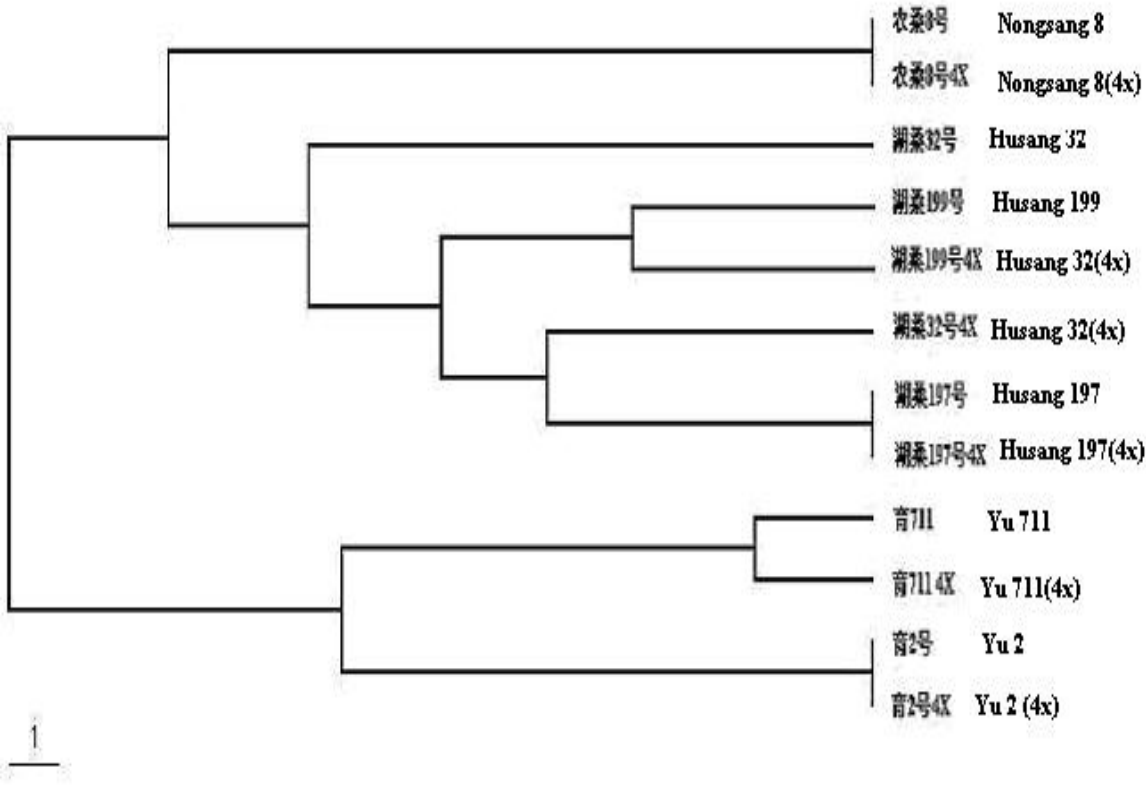 农桑8号 Nongsang 8
农桑8号4X Nongsang 8(4x)
湖桑32号 Husang 32
湖桑199号 Husang 199
湖桑199号4X Husang 32(4x)
湖桑32号4X Husang 32(4x)
湖桑197号 Husang 197
湖桑197号4X Husang 197(4x)
育711 Yu 711
育711 4X Yu 711(4x)
育2号 Yu 2
育2号4X Yu 2 (4x)
1